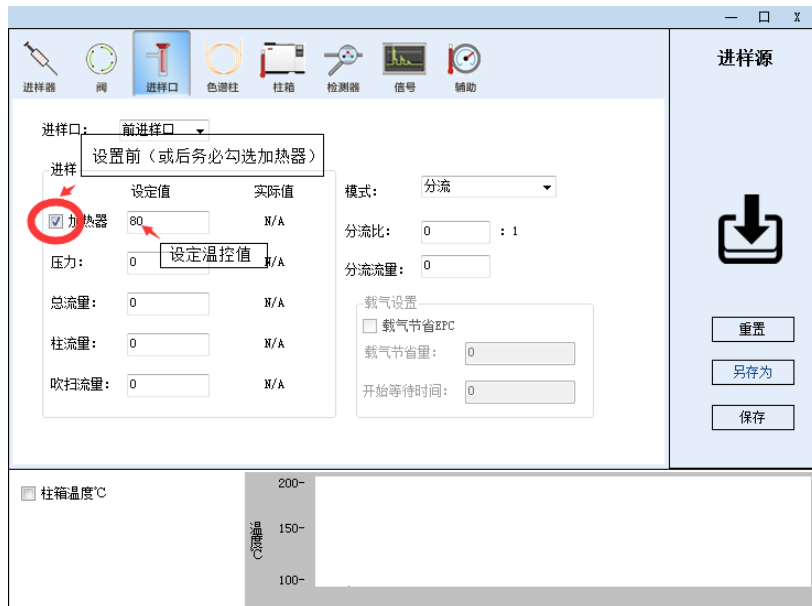 — 口 X
进样器 阀 进样口 色谱柱 柱箱 检测器 信号 辅助
进样源
进样口: 前进样口
设置前（或后务必勾选加热器）
进样
设定值 实际值
模式: 分流
加热器 80 N/A
分流比: 0 : 1
设定温控值
压力: 0 N/A
分流流量: 0
总流量: 0 N/A
载气设置
载气节省EPC
柱流量: 0 N/A
载气节省量: 0
吹扫流量: 0 N/A
开始等待时间: 0
重置
另存为
保存
柱箱温度℃
温度℃
200-
150-
100-